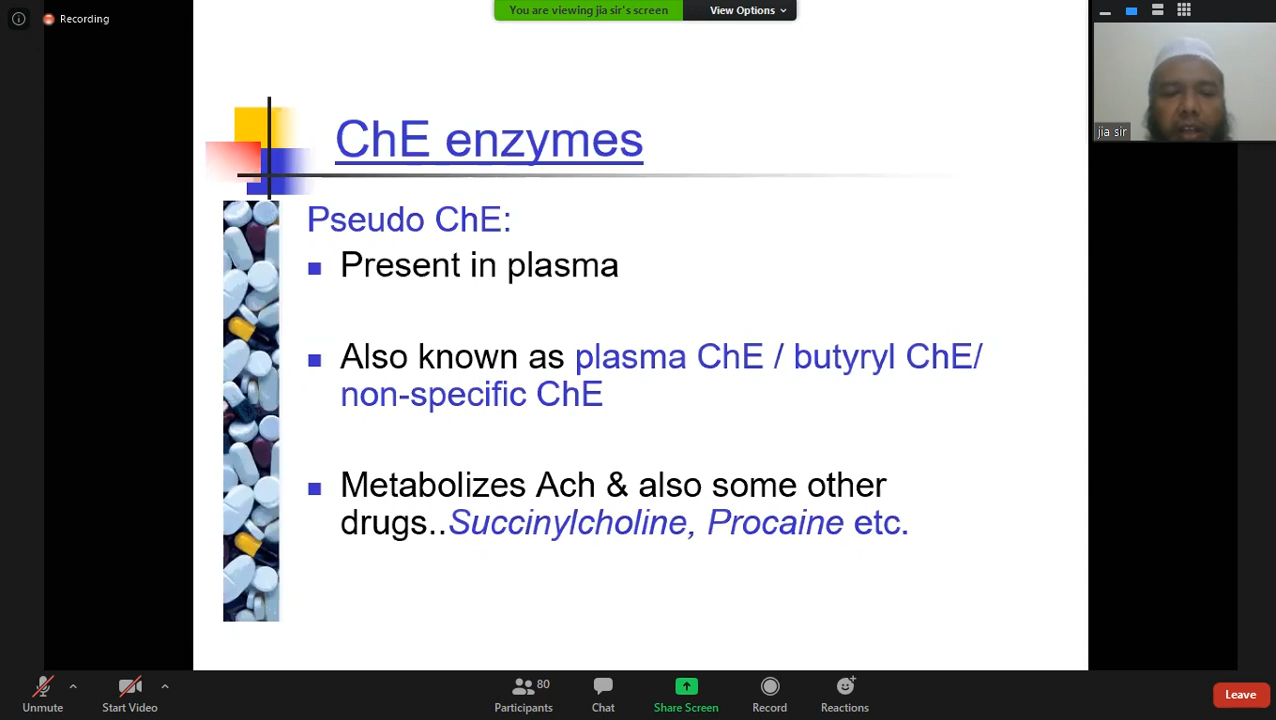 Recording
You are viewing jia sir's screen
View Options
jia sir
ChE enzymes
Pseudo ChE:
Present in plasma
Also known as plasma ChE / butyryl ChE/
non-specific ChE
Metabolizes Ach & also some other
drugs..Succinylcholine, Procaine etc.
Unmute
Start Video
80
Participants
Chat
Share Screen
Record
Reactions
Leave